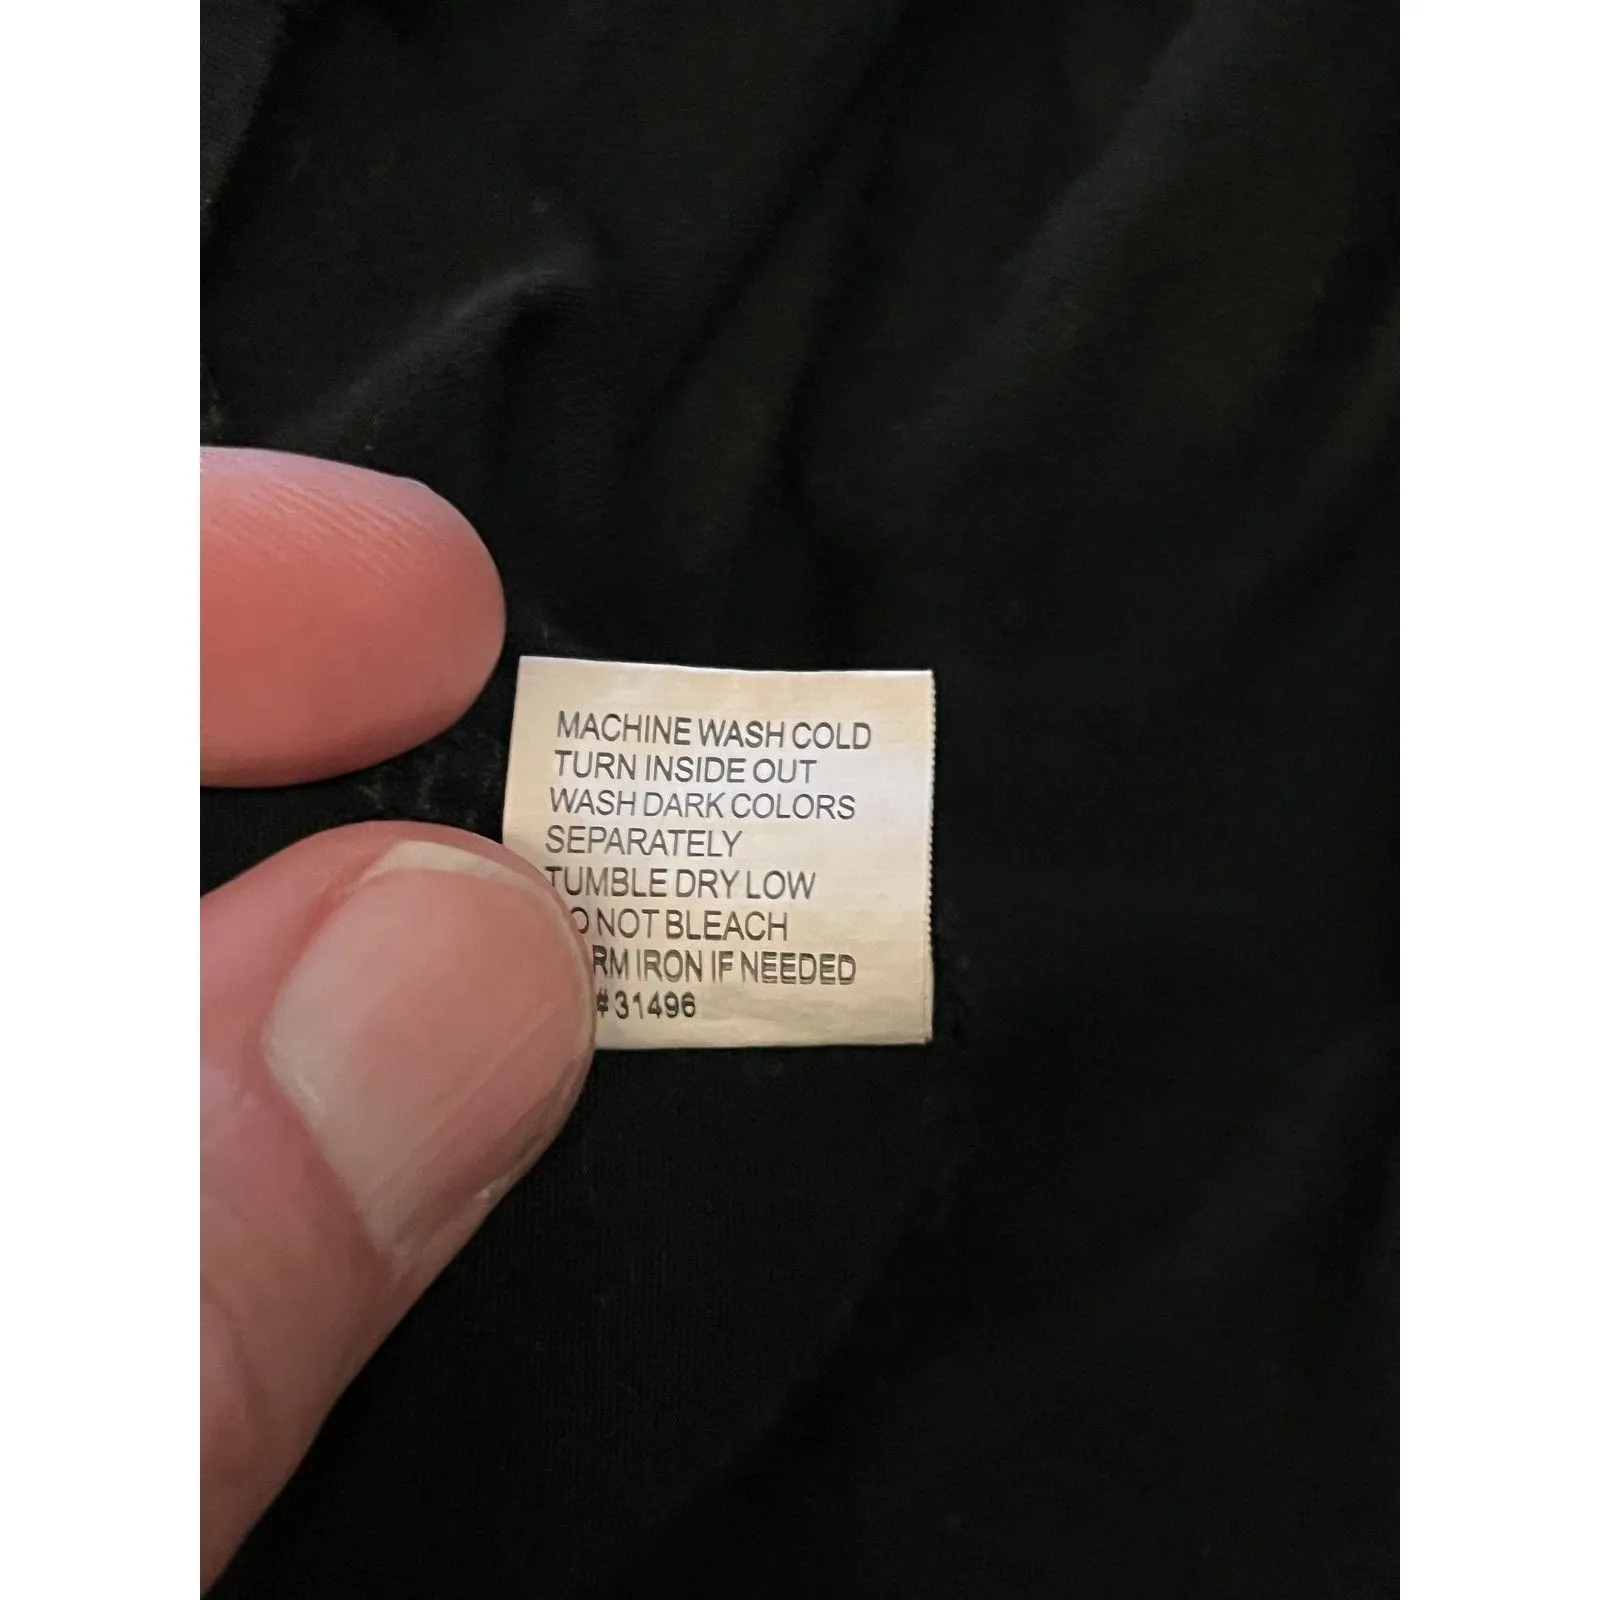 MACHINE WASH COLD
TURN INSIDE OUT
WASH DARK COLORS
SEPARATELY
TUMBLE DRY LOW
NOT BLEACH
IRON IF NEEDED
#31496